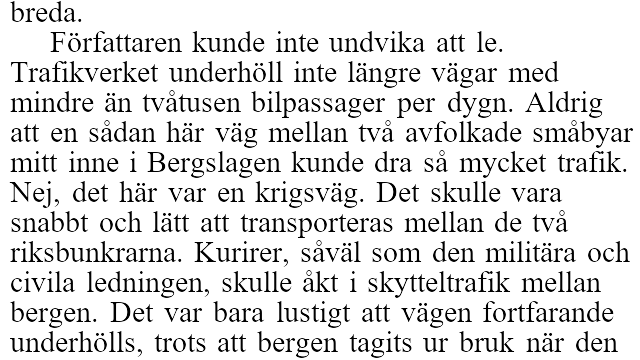 breda.
Författaren kunde inte undvika att le.
Trafikverket underhöll inte längre vägar med
mindre än tvåtusen bilpassager per dygn. Aldrig
att en sådan här väg mellan två avfolkade småbyar
mitt inne i Bergslagen kunde dra så mycket trafik.
Nej, det här var en krigsväg. Det skulle vara
snabbt och lätt att transporteras mellan de två
riksbunkrarna. Kurirer, såväl som den militära och
civila ledningen, skulle åkt i skytteltrafik mellan
bergen. Det var bara lustigt att vägen fortfarande
underhölls, trots att bergen tagits ur bruk när den